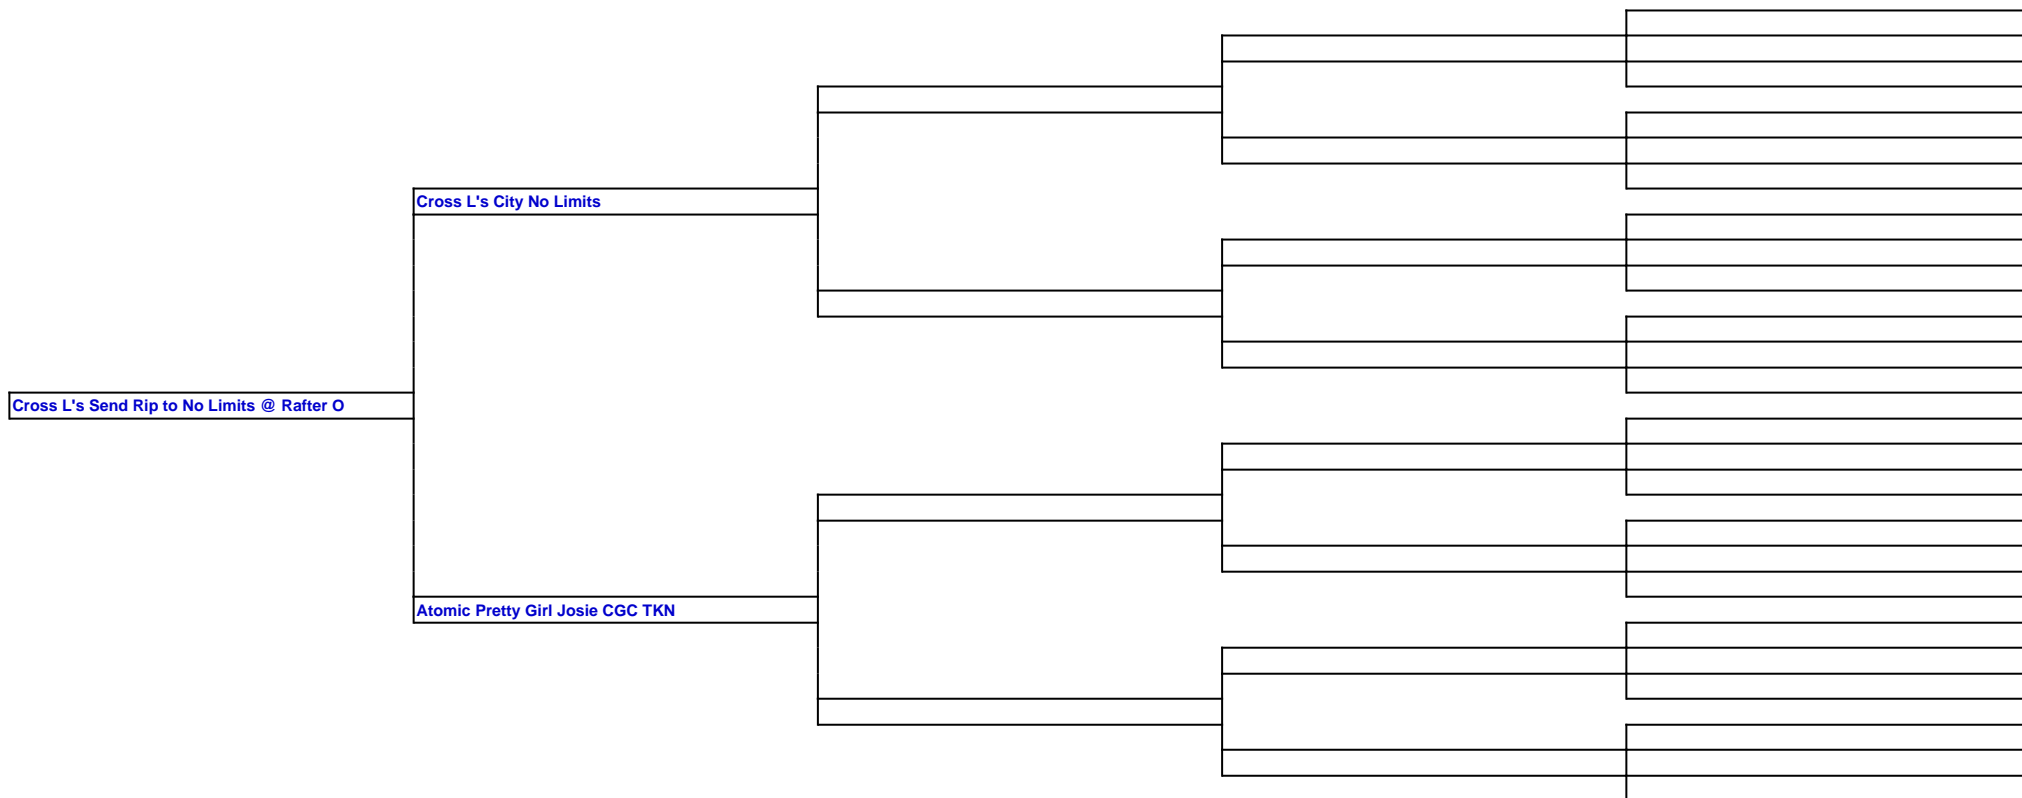 Cross L's City No Limits
Cross L's Send Rip to No Limits @ Rafter O
Atomic Pretty Girl Josie CGC TKN